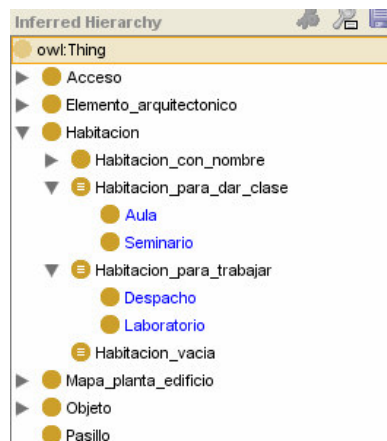 Inferred Hierarchy
owl:Thing
Acceso
Elemento_arquitectonico
Habitacion
Habitacion_con_nombre
Habitacion_para_dar_clase
Aula
Seminario
Habitacion_para_trabajar
Despacho
Laboratorio
Habitacion_vacia
Mapa_planta_edificio
Objeto
Pasillo